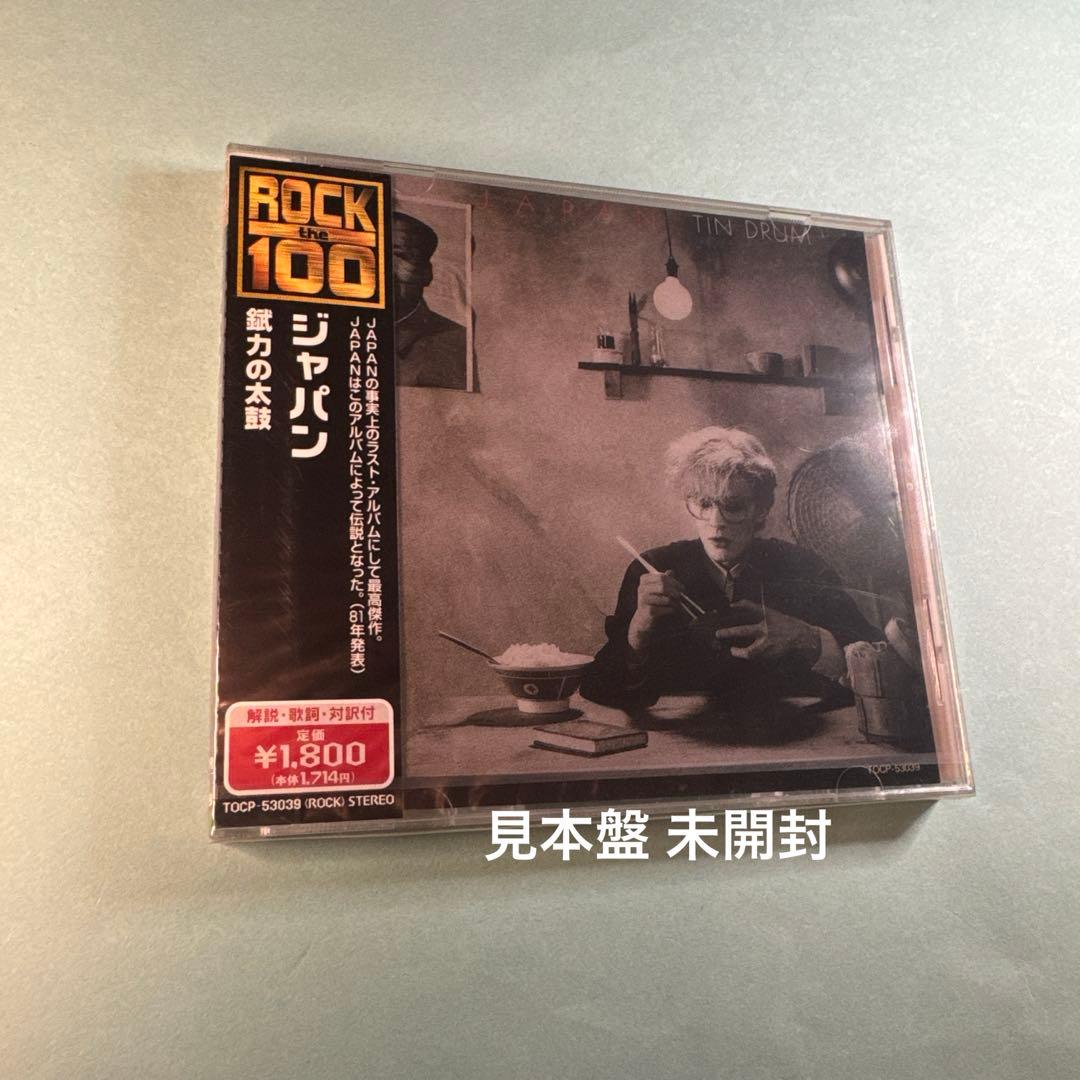 ROCK
the
100
ジャパン
錻力の太鼓
JAPANの事実上のラスト・アルバムにして最高傑作。
JAPANはこのアルバムによって伝説となった。(81年発表)
解説・歌詞・対訳付
定価
¥1,800
(本体1,714円)
TOCP-53039 (ROCK) STEREO
JAPAN
TIN DRUM
TOCP-53039
見本盤 未開封